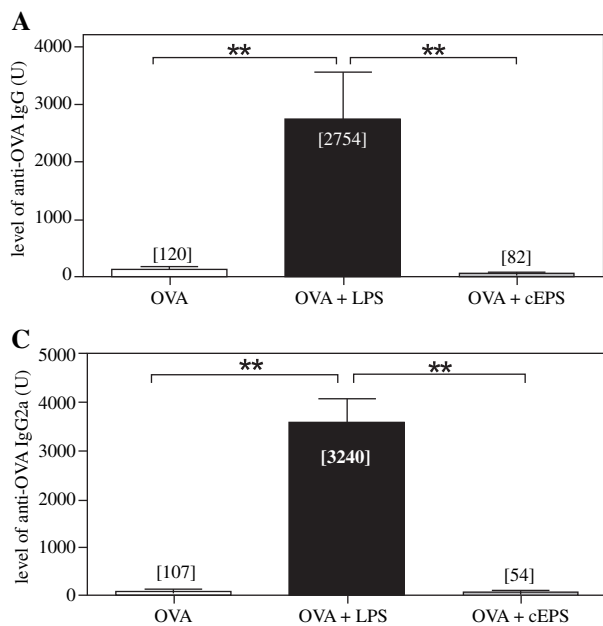 A
level of anti-OVA IgG (U)
4000
3000
2000
1000
0
**
**
[120]
[2754]
[82]
OVA
OVA + LPS
OVA + cEPS
C
level of anti-OVA IgG2a (U)
5000
4000
3000
2000
1000
0
**
**
[107]
[3240]
[54]
OVA
OVA + LPS
OVA + cEPS